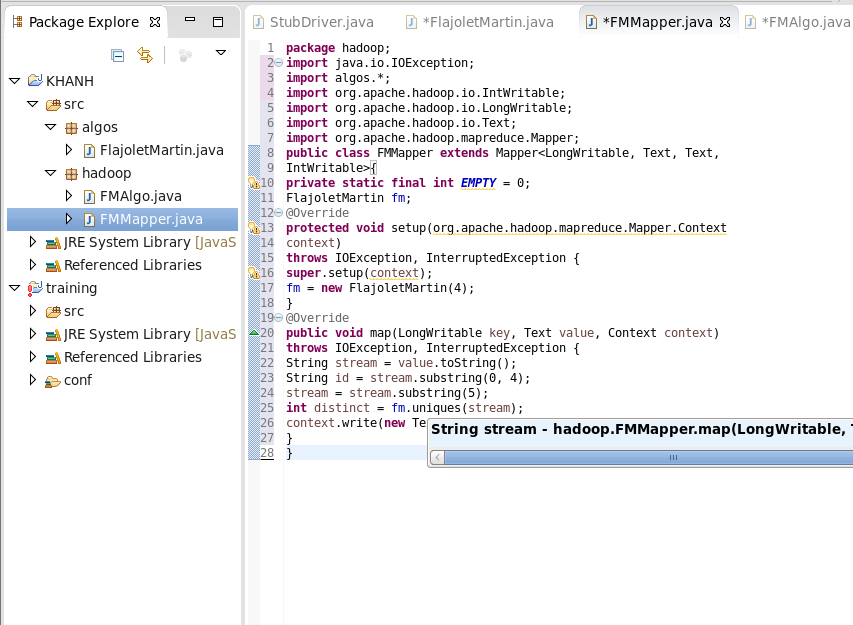 Package Explore
StubDriver.java
*FlajoletMartin.java
*FMMapper.java
*FMAlgo.java
KHANH
src
algos
FlajoletMartin.java
hadoop
FMAlgo.java
FMMapper.java
JRE System Library [JavaS
Referenced Libraries
training
src
JRE System Library [JavaS
Referenced Libraries
conf
1 package hadoop;
2 import java.io.IOException;
3 import algos.*;
4 import org.apache.hadoop.io.IntWritable;
5 import org.apache.hadoop.io.LongWritable;
6 import org.apache.hadoop.io.Text;
7 import org.apache.hadoop.mapreduce.Mapper;
8 public class FMMapper extends Mapper<LongWritable, Text, Text,
9 IntWritable>{
10 private static final int EMPTY = 0;
11 FlajoletMartin fm;
12 @Override
13 protected void setup(org.apache.hadoop.mapreduce.Mapper.Context
14 context)
15 throws IOException, InterruptedException {
16 super.setup(context);
17 fm = new FlajoletMartin(4);
18 }
19 @Override
20 public void map(LongWritable key, Text value, Context context)
21 throws IOException, InterruptedException {
22 String stream = value.toString();
23 String id = stream.substring(0, 4);
24 stream = stream.substring(5);
25 int distinct = fm.uniques(stream);
26 context.write(new Te
27 }
28 }
String stream - hadoop.FMMapper.map(LongWritable,